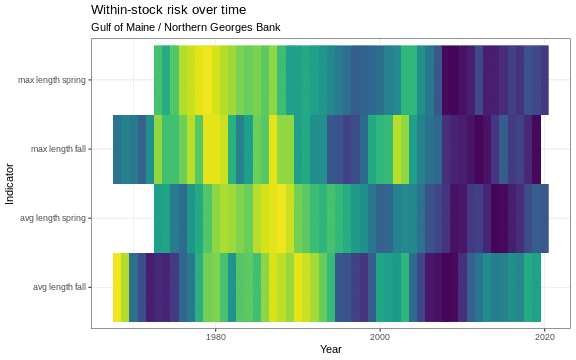 Within-stock risk over time
Gulf of Maine / Northern Georges Bank
max length spring
max length fall
avg length spring
avg length fall
Indicator
1980
2000
2020
Year